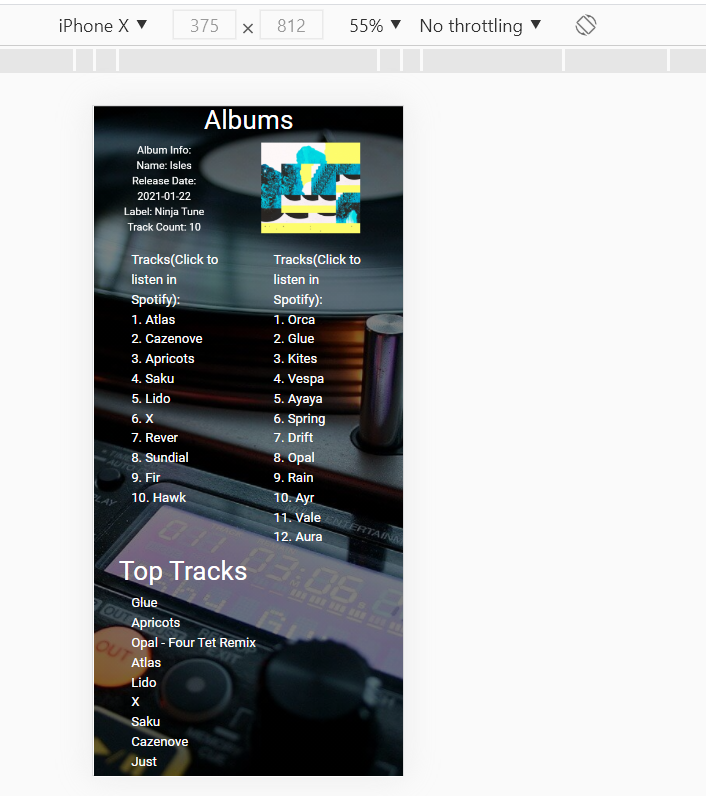 iPhone X ▼ 375 × 812 55% ▼ No throttling ▼
Albums
Album Info:
Name: Isles
Release Date:
2021-01-22
Label: Ninja Tune
Track Count: 10
Tracks(Click to
listen in
Spotify):
1. Atlas
2. Cazenove
3. Apricots
4. Saku
5. Lido
6. X
7. Rever
8. Sundial
9. Fir
10. Hawk
Tracks(Click to
listen in
Spotify):
1. Orca
2. Glue
3. Kites
4. Vespa
5. Ayaya
6. Spring
7. Drift
8. Opal
9. Rain
10. Ayr
11. Vale
12. Aura
Top Tracks
Glue
Apricots
Opal - Four Tet Remix
Atlas
Lido
X
Saku
Cazenove
Just